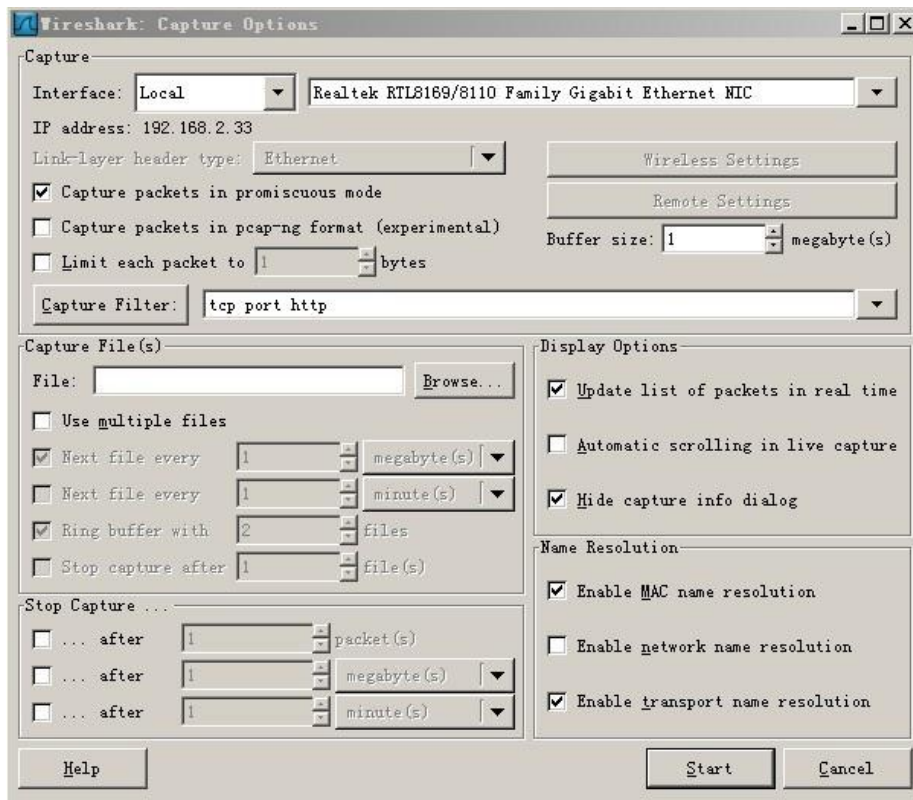 Wireshark: Capture Options
Capture
Interface: Local Realtek RTL8169/8110 Family Gigabit Ethernet NIC
IP address: 192.168.2.33
Link-layer header type: Ethernet Wireless Settings
Capture packets in promiscuous mode Remote Settings
Capture packets in pcap-ng format (experimental) Buffer size: 1 megabyte(s)
Limit each packet to 1 bytes
Capture Filter: tcp port http
Capture File(s)
File: Browse...
Use multiple files
Next file every 1 megabyte(s)
Next file every 1 minute(s)
Ring buffer with 2 files
Stop capture after 1 file(s)
Stop Capture ...
... after 1 packet(s)
... after 1 megabyte(s)
... after 1 minute(s)
Display Options
Update list of packets in real time
Automatic scrolling in live capture
Hide capture info dialog
Name Resolution
Enable MAC name resolution
Enable network name resolution
Enable transport name resolution
Help Start Cancel